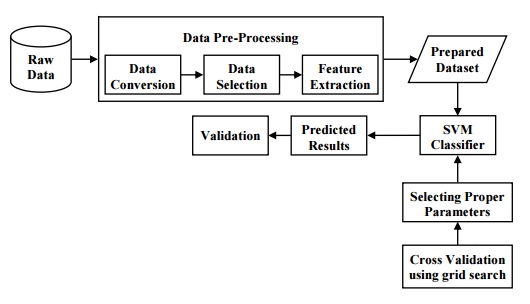 Raw
Data
Data Pre-Processing
Data
Conversion
Data
Selection
Feature
Extraction
Prepared
Dataset
SVM
Classifier
Predicted
Results
Validation
Selecting Proper
Parameters
Cross Validation
using grid search